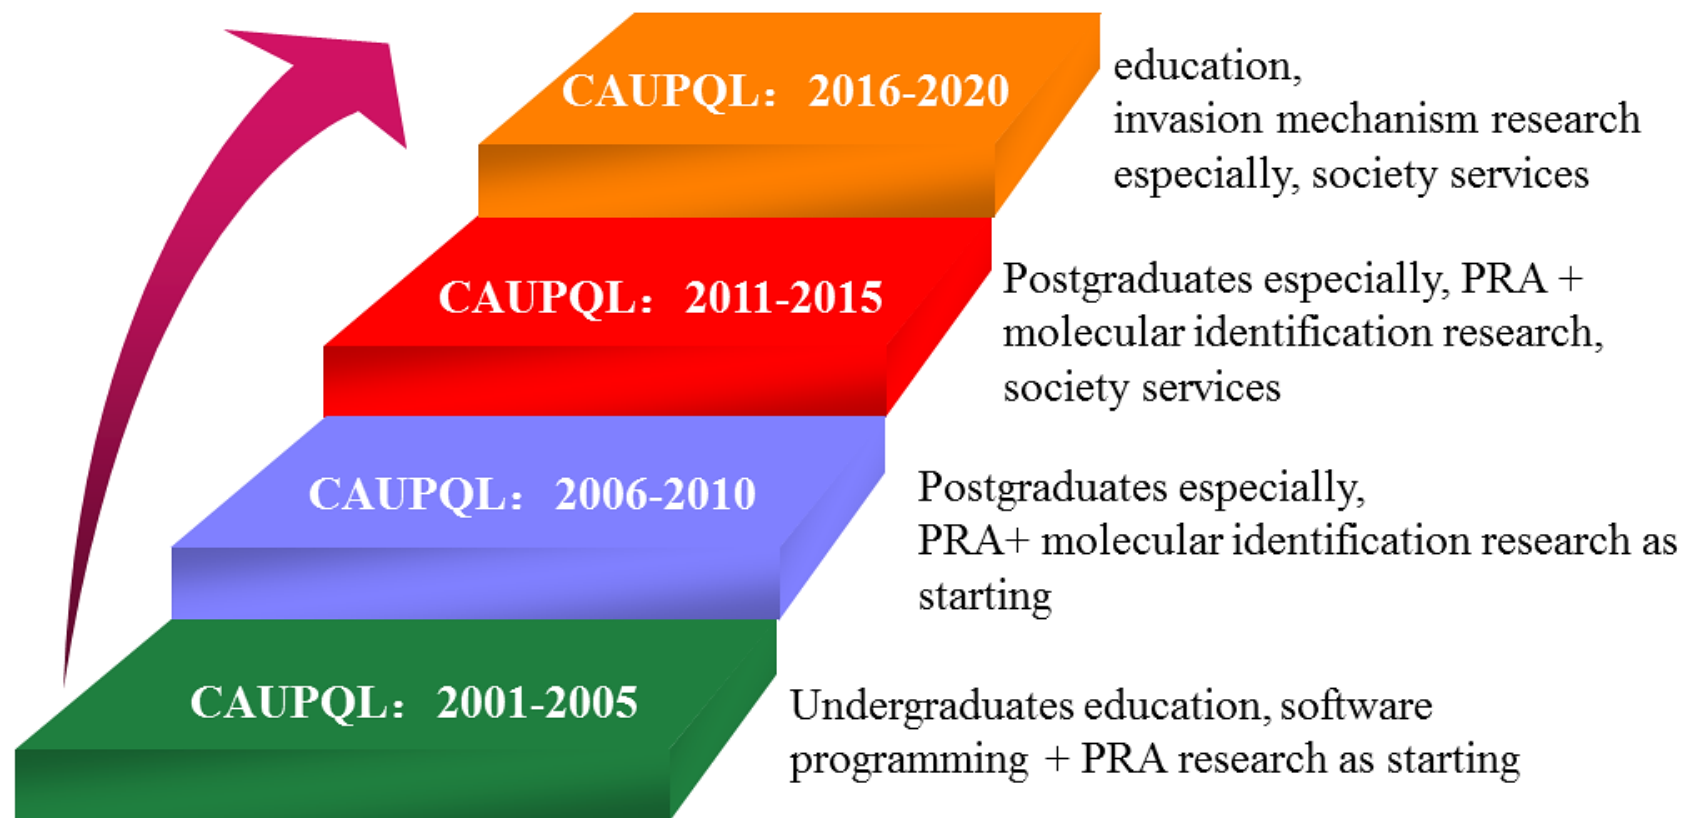 CAUPQL：2016-2020
education,
invasion mechanism research
especially, society services
CAUPQL：2011-2015
Postgraduates especially, PRA +
molecular identification research,
society services
CAUPQL：2006-2010
Postgraduates especially,
PRA+ molecular identification research as
starting
CAUPQL：2001-2005
Undergraduates education, software
programming + PRA research as starting